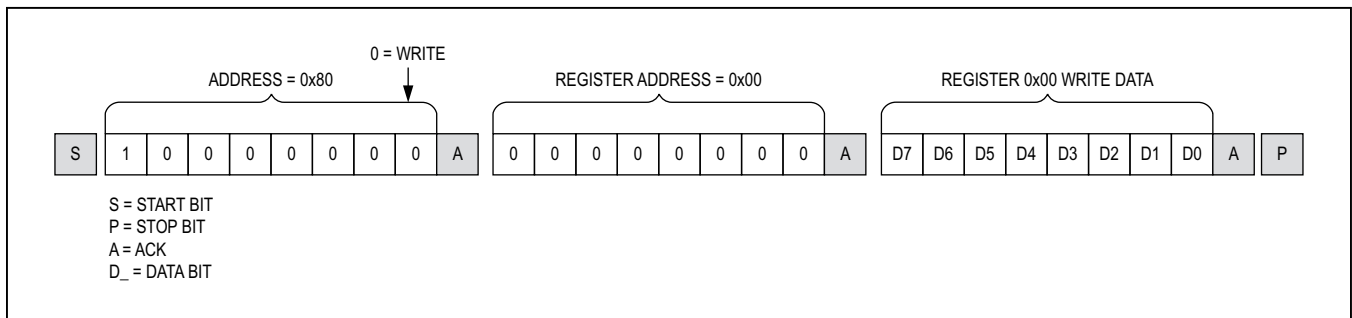 0 = WRITE
ADDRESS = 0x80
REGISTER ADDRESS = 0x00
REGISTER 0x00 WRITE DATA
S 1 0 0 0 0 0 0 0 A 0 0 0 0 0 0 0 0 A D7 D6 D5 D4 D3 D2 D1 D0 A P
S = START BIT
P = STOP BIT
A = ACK
D_ = DATA BIT